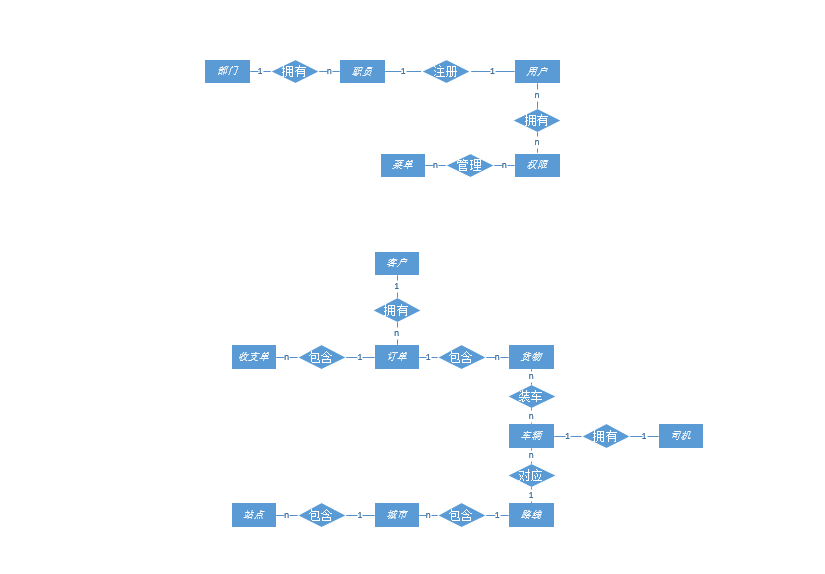 部门 1 拥有 n 职员 1 注册 1 用户
n
拥有
n
菜单 n 管理 n 权限
客户
1
拥有
n
收支单 n 包含 1 订单 1 包含 n 货物
n
装车
n
车辆 1 拥有 1 司机
n
对应
1
站点 n 包含 1 城市 n 包含 1 路线